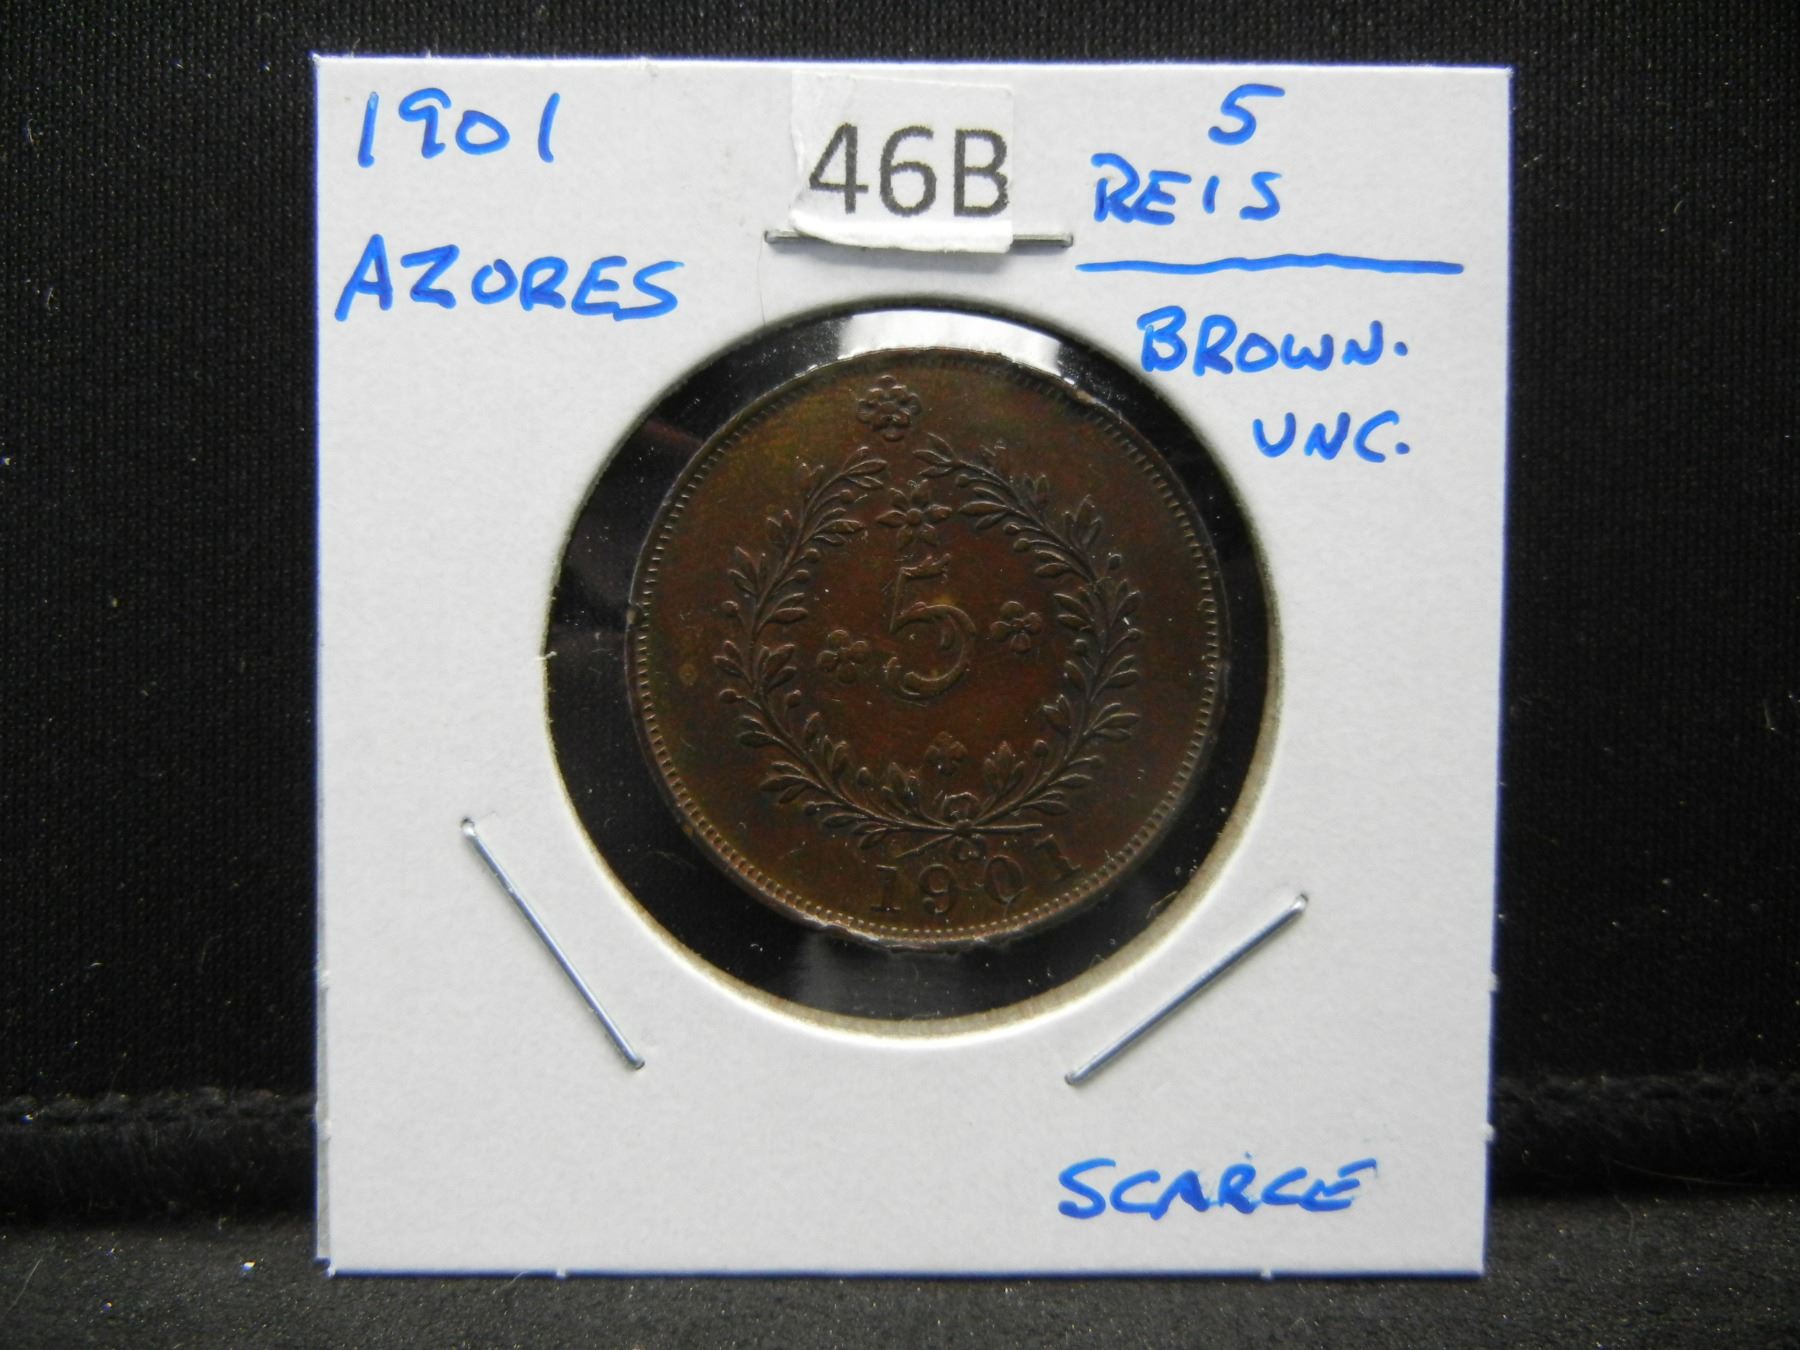 1901
AZORES
46B
5
REIS
BROWN.
UNC.
5
1901
SCARCE